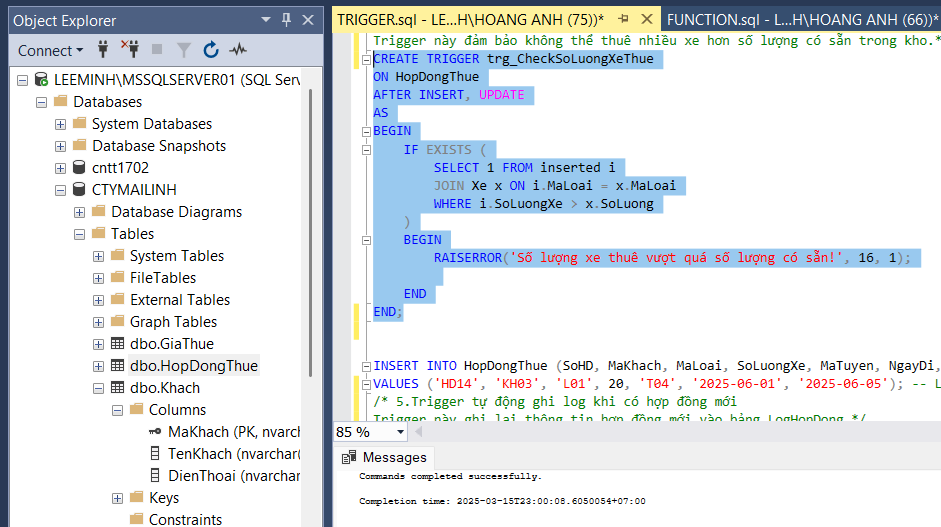 Object Explorer
Connect
LEEMINH\MSSQLSERVER01 (SQL Serv
Databases
System Databases
Database Snapshots
cntt1702
CTYMAILINH
Database Diagrams
Tables
System Tables
FileTables
External Tables
Graph Tables
dbo.GiaThue
dbo.HopDongThue
dbo.Khach
Columns
MaKhach (PK, nvarch
TenKhach (nvarchar(
DienThoai (nvarchar
Keys
Constraints
TRIGGER.sql - LE...H\HOANG ANH (75))*
FUNCTION.sql - L...H\HOANG ANH (66))*
Trigger này đảm bảo không thể thuê nhiều xe hơn số lượng có sẵn trong kho.*
CREATE TRIGGER trg_CheckSoLuongXeThue
ON HopDongThue
AFTER INSERT, UPDATE
AS
BEGIN
IF EXISTS (
SELECT 1 FROM inserted i
JOIN Xe x ON i.MaLoai = x.MaLoai
WHERE i.SoLuongXe > x.SoLuong
)
BEGIN
RAISERROR('Số lượng xe thuê vượt quá số lượng có sẵn!', 16, 1);
END
END;
INSERT INTO HopDongThue (SoHD, MaKhach, MaLoai, SoLuongXe, MaTuyen, NgayDi,
VALUES ('HD14', 'KH03', 'L01', 20, 'T04', '2025-06-01', '2025-06-05'); -- L
/* 5.Trigger tự động ghi log khi có hợp đồng mới
Trigger này ghi lại thông tin hợp đồng mới vào bảng LogHopDong */
85 %
Messages
Commands completed successfully.
Completion time: 2025-03-15T23:00:08.6050054+07:00